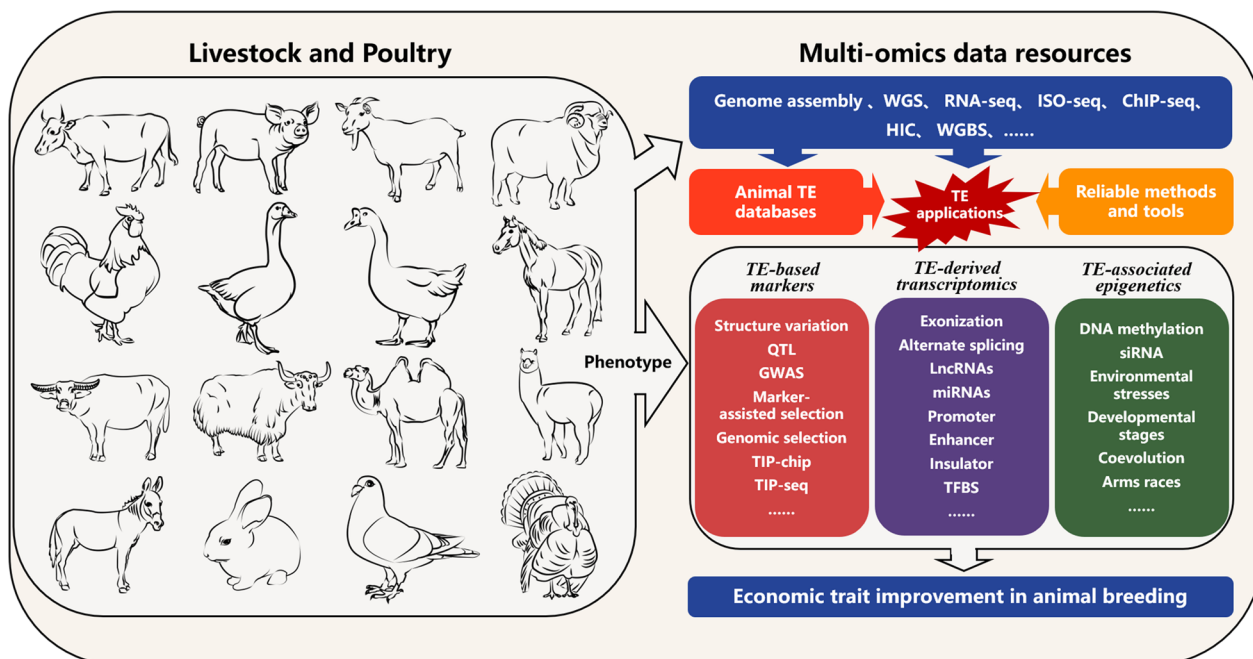 Livestock and Poultry
Multi-omics data resources
Genome assembly 、WGS、 RNA-seq、 ISO-seq、 ChIP-seq、
HIC、 WGBS、......
Animal TE
databases
TE
applications
Reliable methods
and tools
Phenotype
TE-based
markers
Structure variation
QTL
GWAS
Marker-
assisted selection
Genomic selection
TIP-chip
TIP-seq
......
TE-derived
transcriptomics
Exonization
Alternate splicing
LncRNAs
miRNAs
Promoter
Enhancer
Insulator
TFBS
......
TE-associated
epigenetics
DNA methylation
siRNA
Environmental
stresses
Developmental
stages
Coevolution
Arms races
......
Economic trait improvement in animal breeding